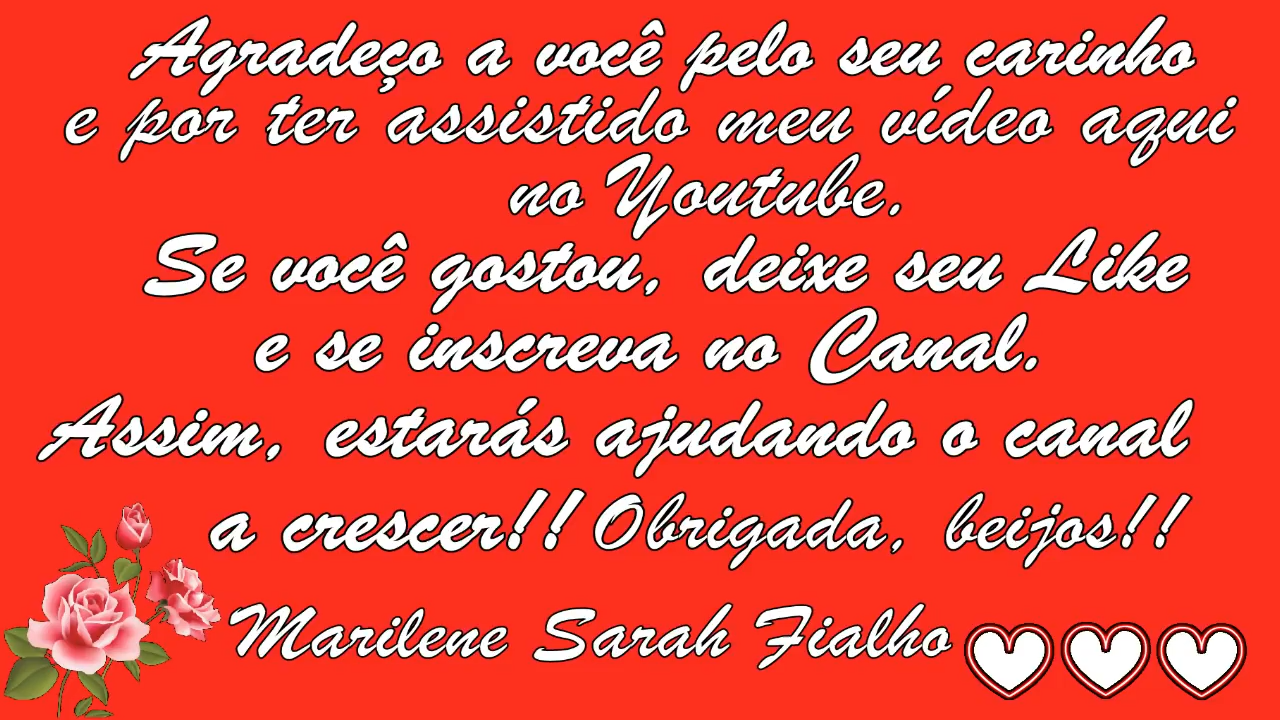 Agradeço a você pelo seu carinho
e por ter assistido meu vídeo aqui
no Youtube.
Se você gostou, deixe seu Like
e se inscreva no Canal.
Assim, estarás ajudando o canal
a crescer!! Obrigada, beijos!!
Marilene Sarah Fialho